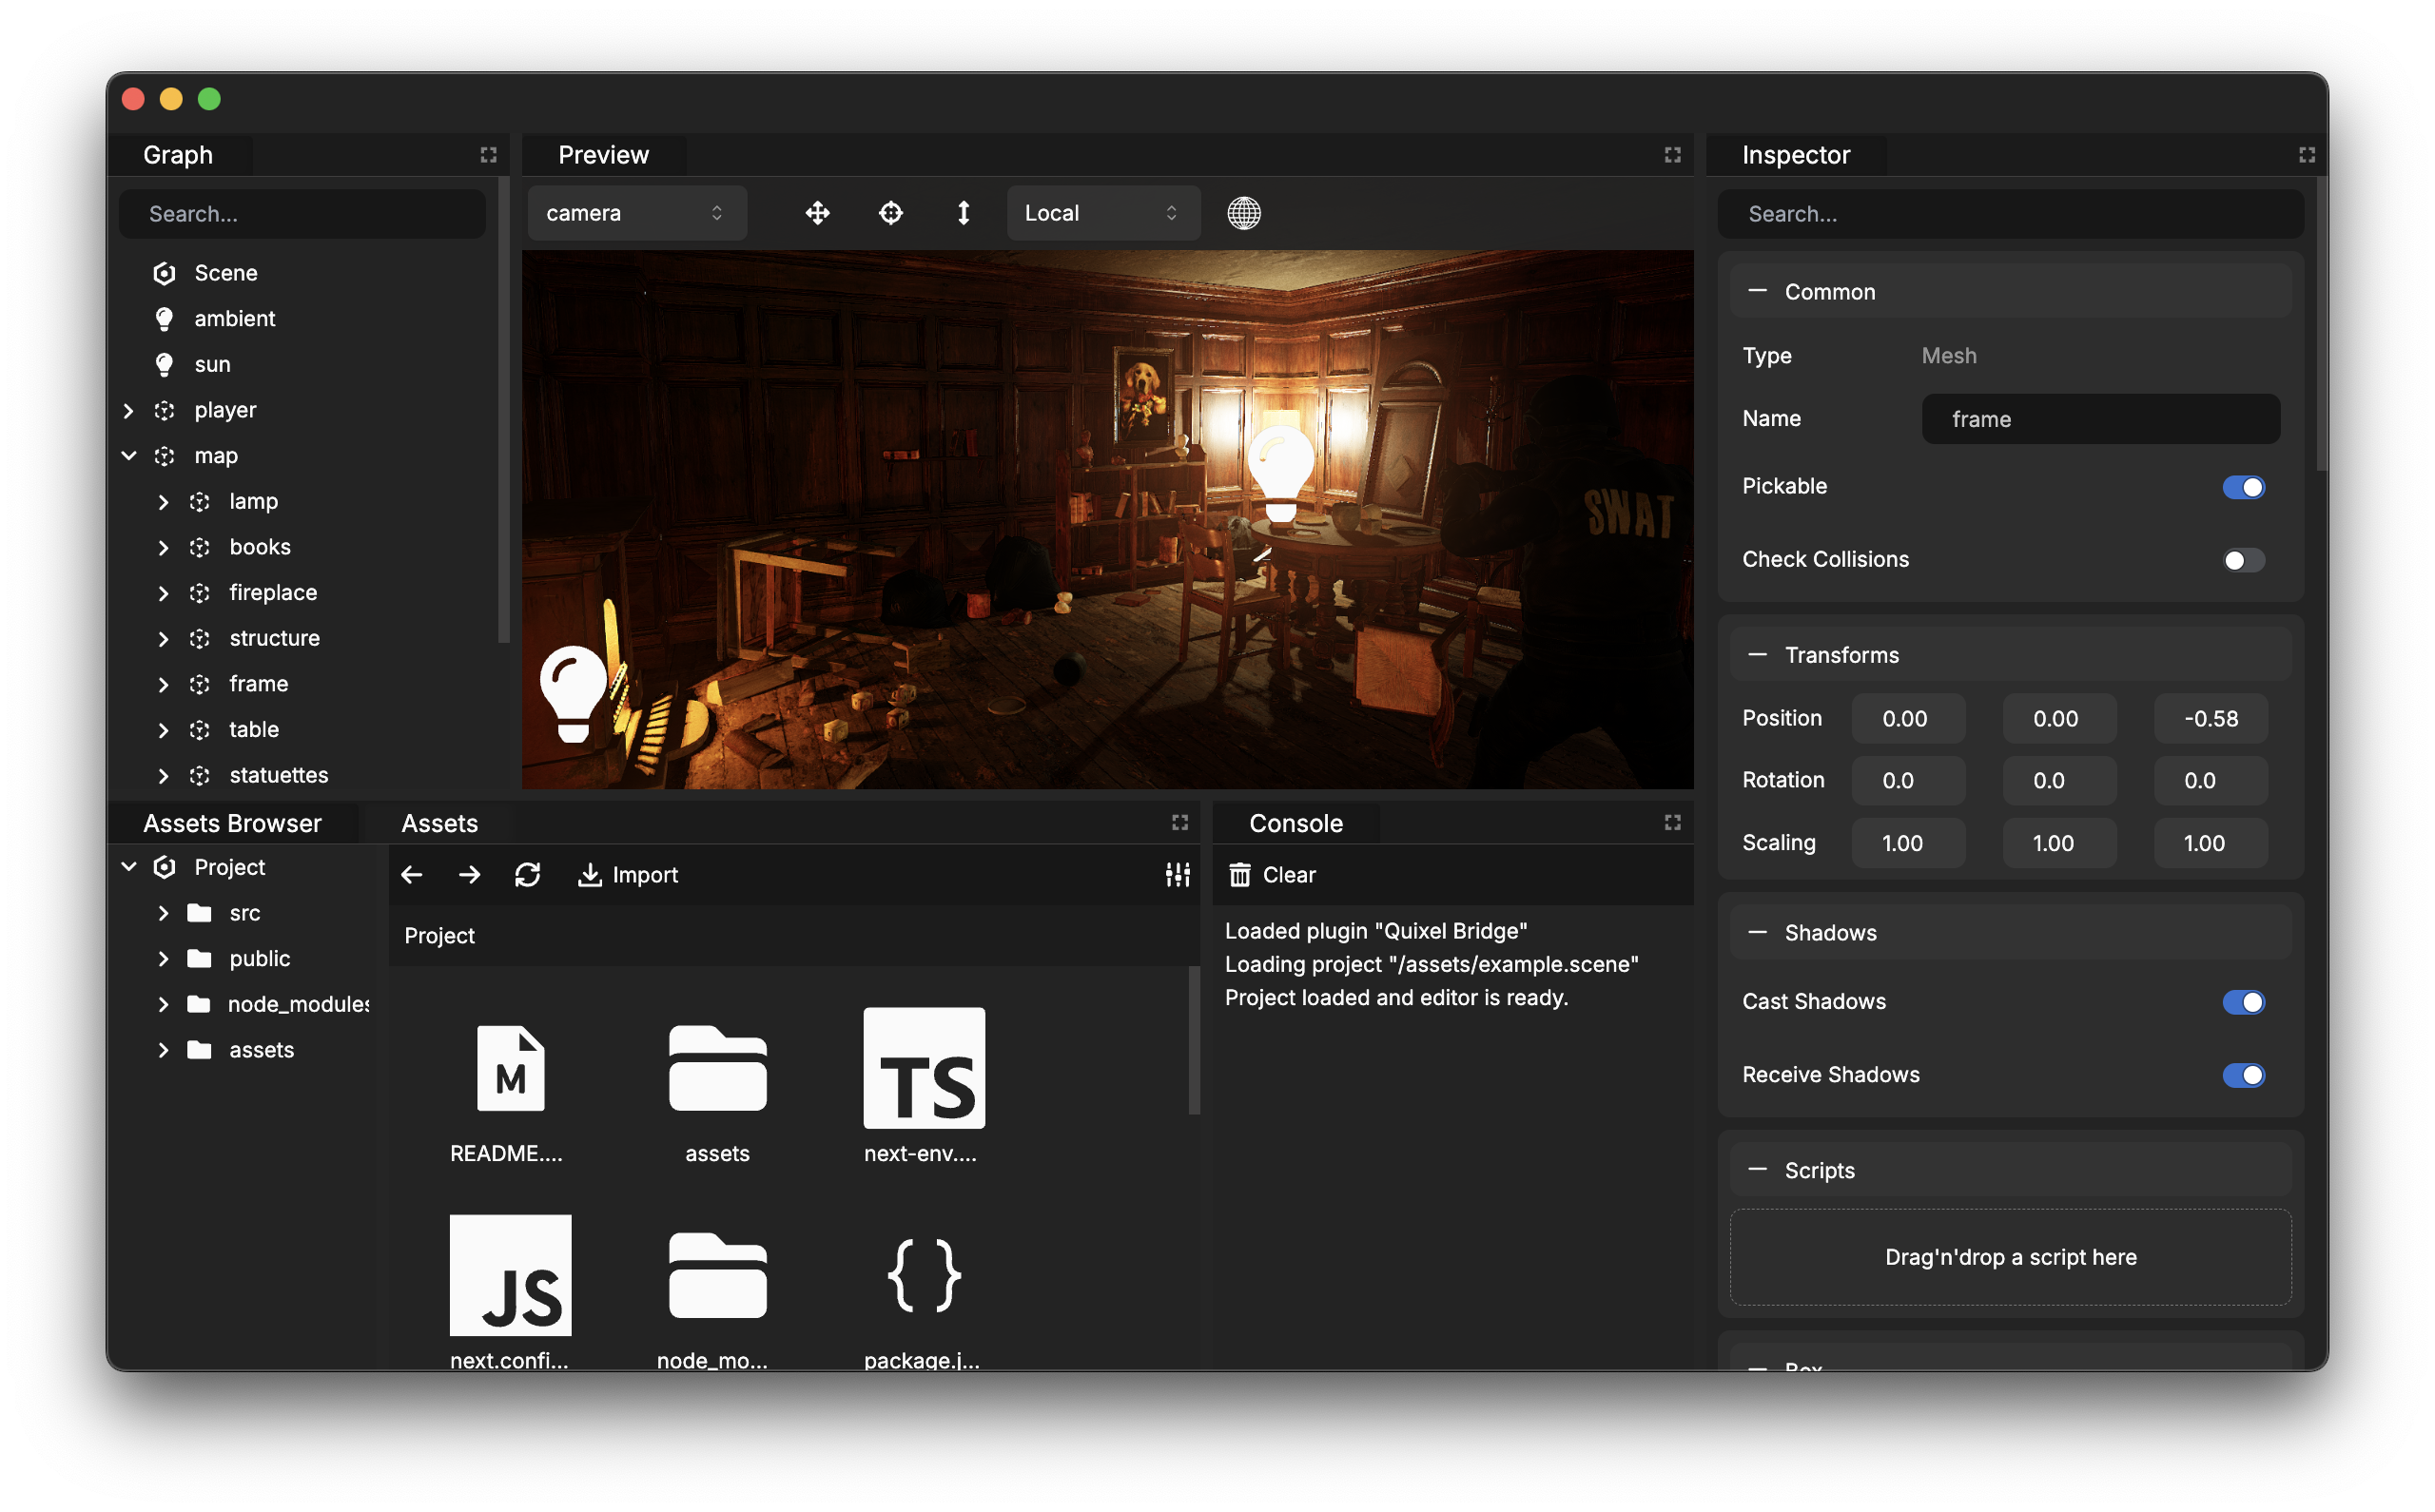 Graph
Search...
Scene
ambient
sun
player
map
lamp
books
fireplace
structure
frame
table
statuettes
Preview
camera
Local
SWAT
Inspector
Search...
Common
Type Mesh
Name frame
Pickable
Check Collisions
Transforms
Position 0.00 0.00 -0.58
Rotation 0.0 0.0 0.0
Scaling 1.00 1.00 1.00
Shadows
Cast Shadows
Receive Shadows
Scripts
Drag'n'drop a script here
Box
Assets Browser
Project
src
public
node_modules
assets
Assets
Import
Project
M
README....
assets
TS
next-env....
JS
next.confi...
node_mo...
{ }
package.j...
Console
Clear
Loaded plugin "Quixel Bridge"
Loading project "/assets/example.scene"
Project loaded and editor is ready.